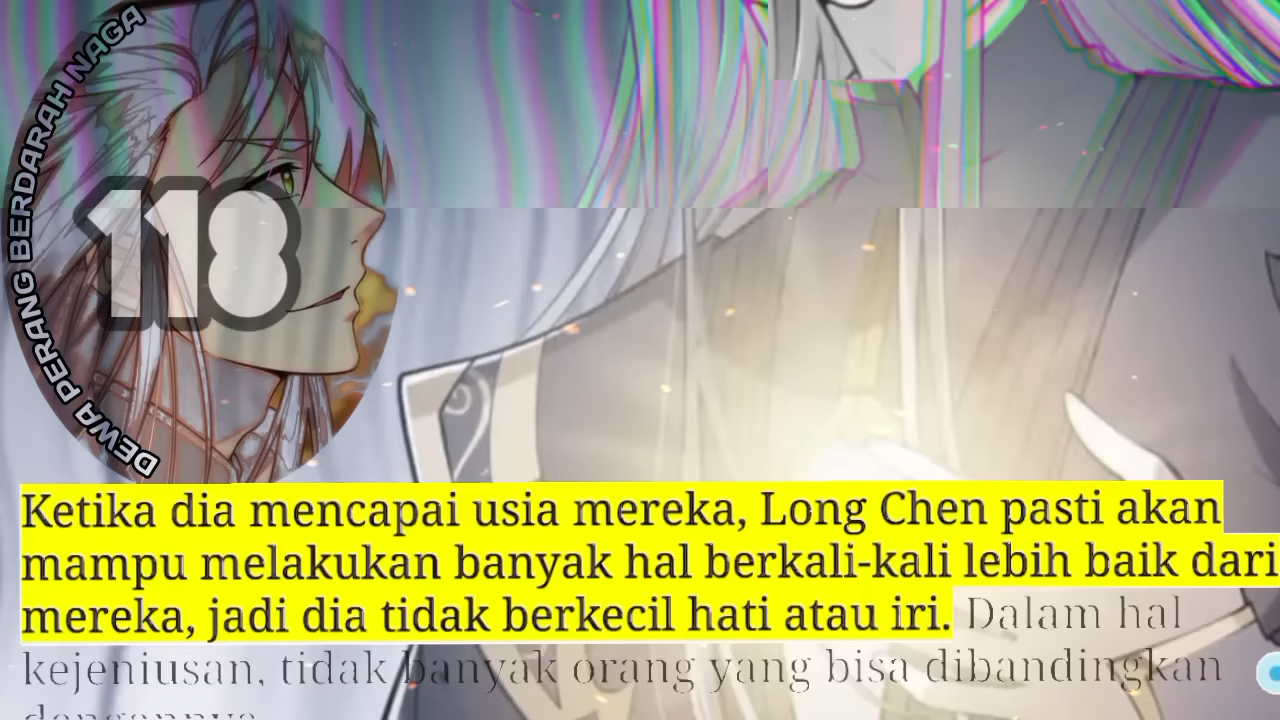 DEWA PERANG BERDARAH NAGA
118
Ketika dia mencapai usia mereka, Long Chen pasti akan
mampu melakukan banyak hal berkali-kali lebih baik dari
mereka, jadi dia tidak berkecil hati atau iri. Dalam hal
kejeniusan, tidak banyak orang yang bisa dibandingkan